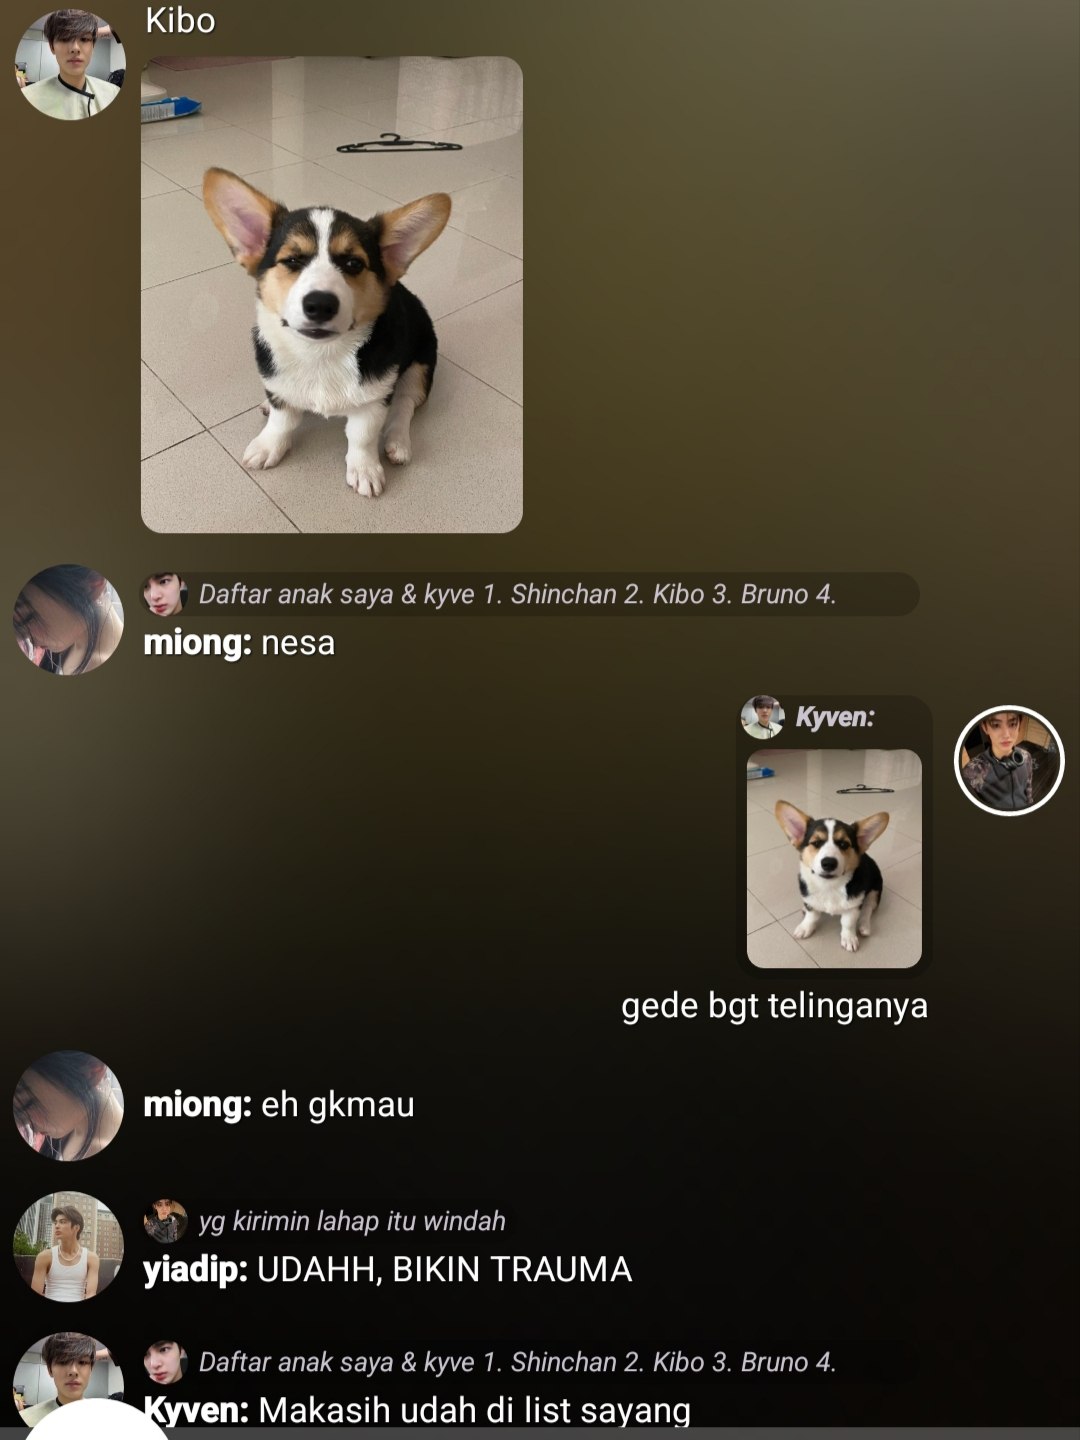 Kibo
Daftar anak saya & kyve 1. Shinchan 2. Kibo 3. Bruno 4.
miong: nesa
Kyven:
gede bgt telinganya
miong: eh gkmau
yg kirimin lahap itu windah
yiadip: UDAHH, BIKIN TRAUMA
Daftar anak saya & kyve 1. Shinchan 2. Kibo 3. Bruno 4.
Kyven: Makasih udah di list sayang